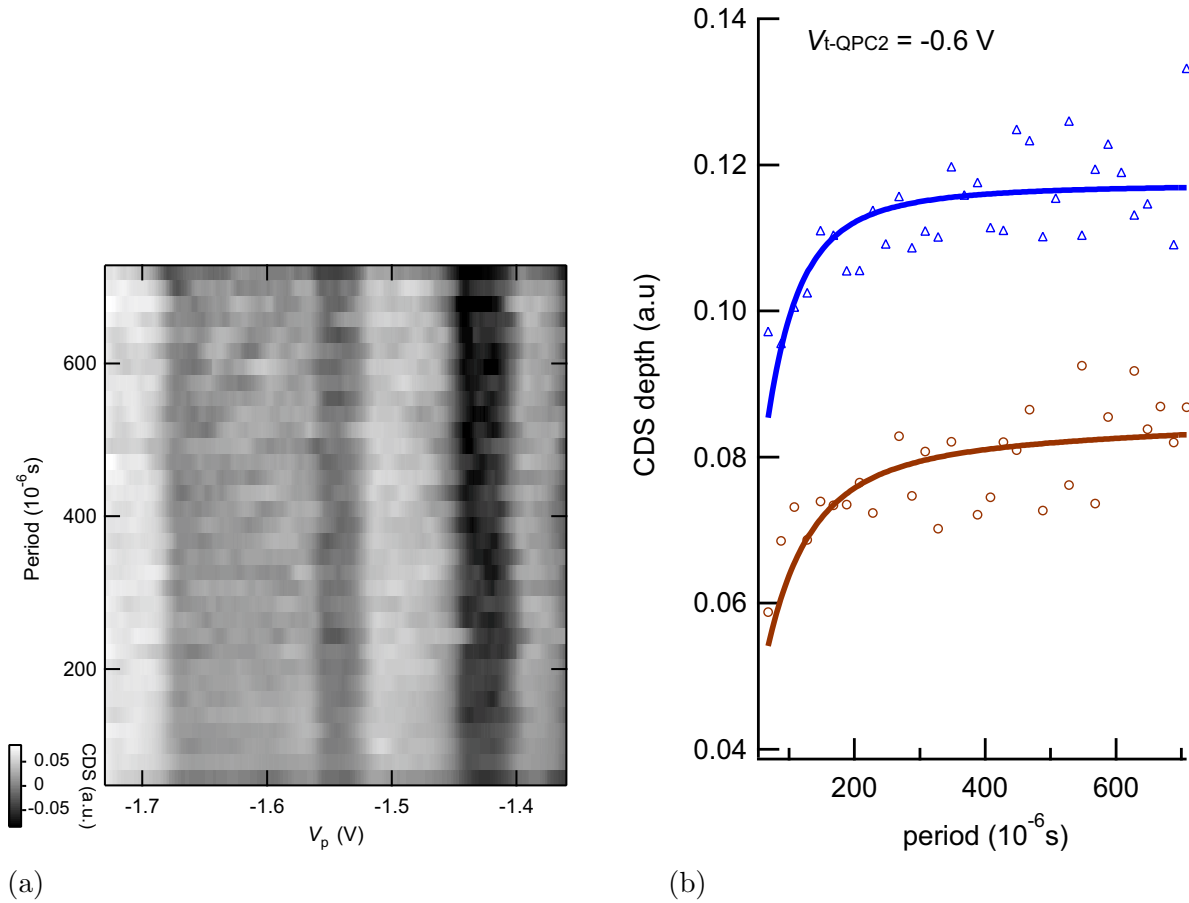 600
400
200
Period (10⁻⁶s)
-1.7
-1.6
-1.5
-1.4
Vₚ (V)
0.05
0
-0.05
CDS (a.u.)
(a)
Vt-QPC2 = -0.6 V
0.14
0.12
0.10
0.08
0.06
0.04
CDS depth (a.u)
200
400
600
period (10⁻⁶s)
(b)